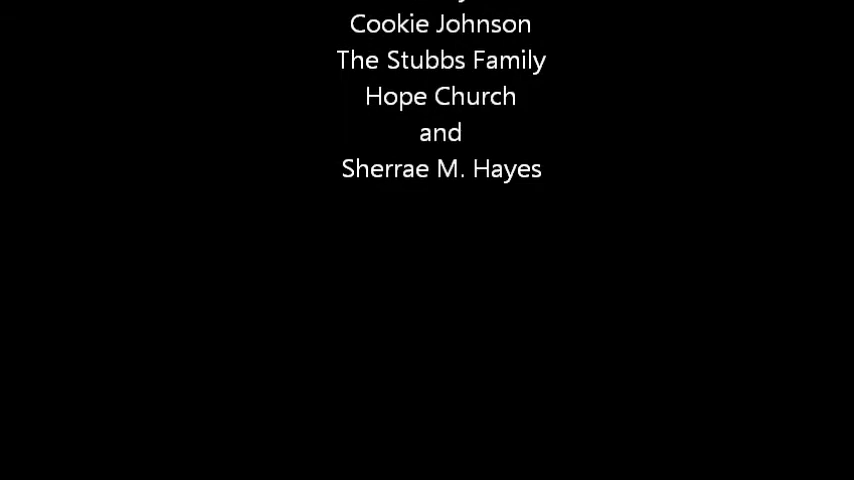 Cookie Johnson
The Stubbs Family
Hope Church
and
Sherrae M. Hayes